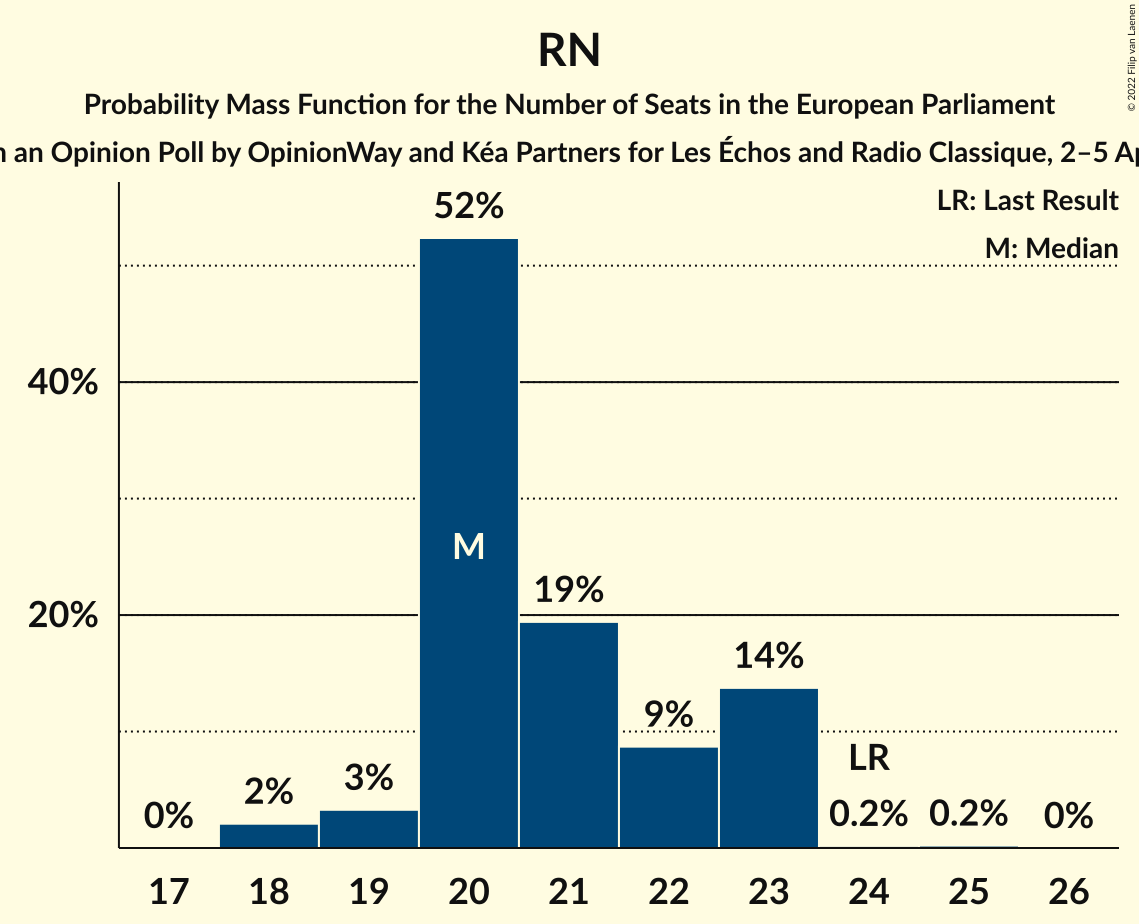 RN
Probability Mass Function for the Number of Seats in the European Parliament
an Opinion Poll by OpinionWay and Kéa Partners for Les Échos and Radio Classique, 2–5
LR: Last Result
M: Median
52%
40%
M
19%
20%
14%
9%
LR
3%
2%
0%
0.2%
0.2%
0%
17 18 19 20 21 22 23 24 25 26
© 2022 Filip van Laenen